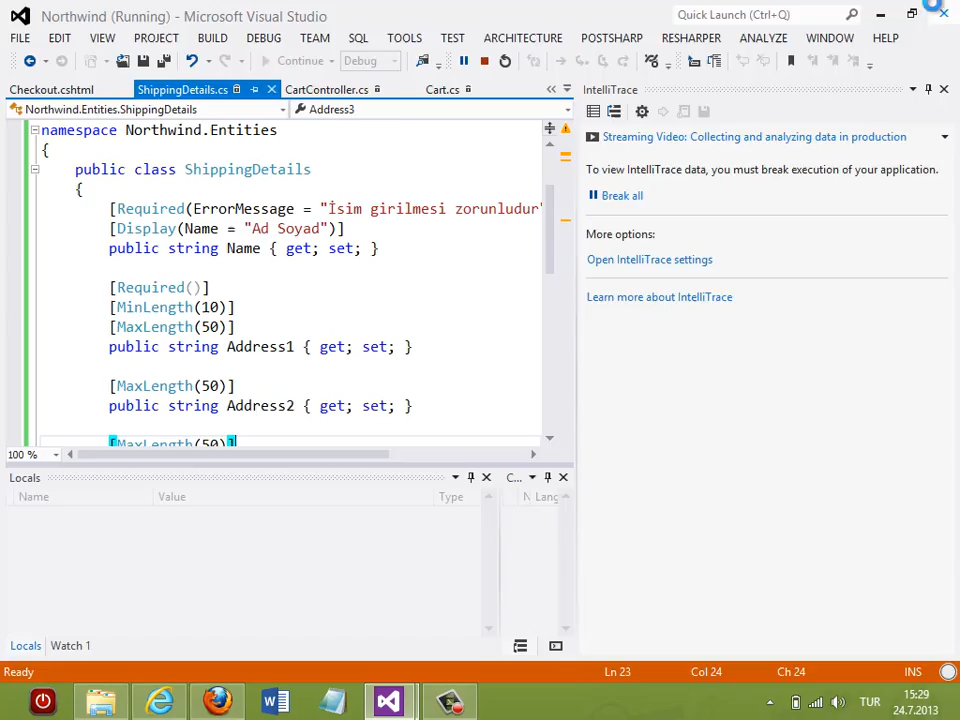 Northwind (Running) - Microsoft Visual Studio
Quick Launch (Ctrl+Q)
FILE EDIT VIEW PROJECT BUILD DEBUG TEAM SQL TOOLS TEST ARCHITECTURE POSTSHARP RESHARPER ANALYZE WINDOW HELP
Continue Debug
Checkout.cshtml ShippingDetails.cs CartController.cs Cart.cs
Northwind.Entities.ShippingDetails Address3
namespace Northwind.Entities
{
public class ShippingDetails
{
[Required(ErrorMessage = "İsim girilmesi zorunludur"
[Display(Name = "Ad Soyad")]
public string Name { get; set; }
[Required()]
[MinLength(10)]
[MaxLength(50)]
public string Address1 { get; set; }
[MaxLength(50)]
public string Address2 { get; set; }
[MaxLength(50)]
100 %
IntelliTrace
Streaming Video: Collecting and analyzing data in production
To view IntelliTrace data, you must break execution of your application.
Break all
More options:
Open IntelliTrace settings
Learn more about IntelliTrace
Locals C...
Name Value Type N Lang
Locals Watch 1
Ready Ln 23 Col 24 Ch 24 INS
TUR 15:29
24.7.2013